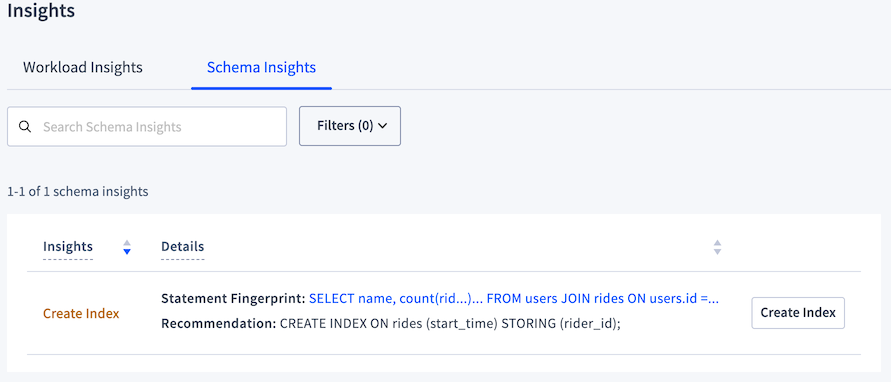 Insights
Workload Insights Schema Insights
Search Schema Insights Filters (0)
1-1 of 1 schema insights
Insights Details
Statement Fingerprint: SELECT name, count(rid...)... FROM users JOIN rides ON users.id =...
Create Index Create Index
Recommendation: CREATE INDEX ON rides (start_time) STORING (rider_id);